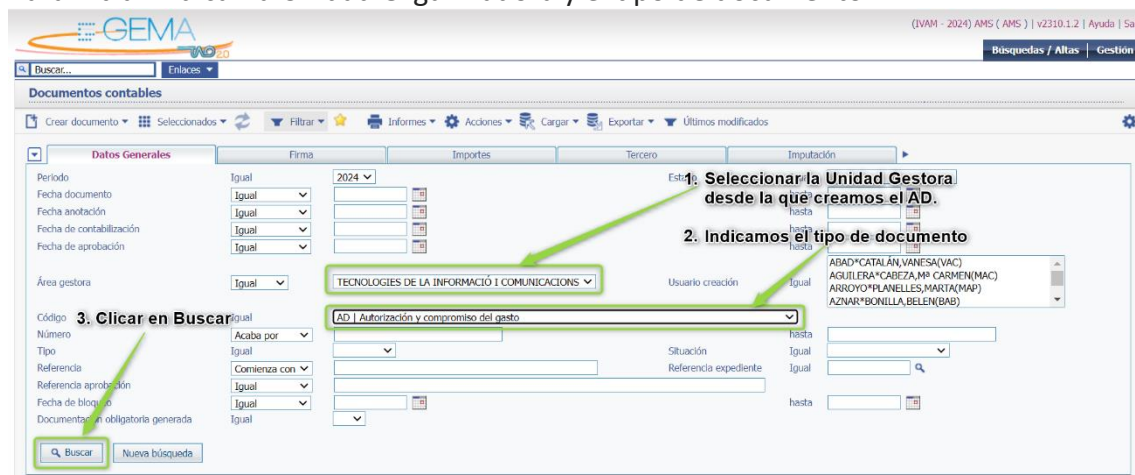 GEMA
TAO 2.0
(IVAM - 2024) AMS ( AMS ) | v2310.1.2 | Ayuda | Sa
Búsquedas / Altas Gestión
Buscar... Enlaces
Documentos contables
Crear documento Seleccionados Filtrar Informes Acciones Cargar Exportar Últimos modificados
Datos Generales Firma Importes Tercero Imputación
Periodo Igual 2024
1. Seleccionar la Unidad Gestora
desde la que creamos el AD.
Fecha documento Igual
Fecha anotación Igual hasta
Fecha de contabilización Igual hasta
Fecha de aprobación Igual hasta
2. Indicamos el tipo de documento
Área gestora Igual TECNOLOGIES DE LA INFORMACIÓ I COMUNICACIONS Usuario creación Igual
ABAD*CATALÁN,VANESA(VAC)
AGUILERA*CABEZA,Mª CARMEN(MAC)
ARROYO*PLANELLES,MARTA(MAP)
AZNAR*BONILLA,BELEN(BAB)
Código Igual AD | Autorización y compromiso del gasto
3. Clicar en Buscar
Número Acaba por hasta
Tipo Igual Situación Igual
Referencia Comienza con Referencia expediente Igual
Referencia aprobación Igual
Fecha de bloqueo Igual hasta
Documentación obligatoria generada Igual
Buscar Nueva búsqueda